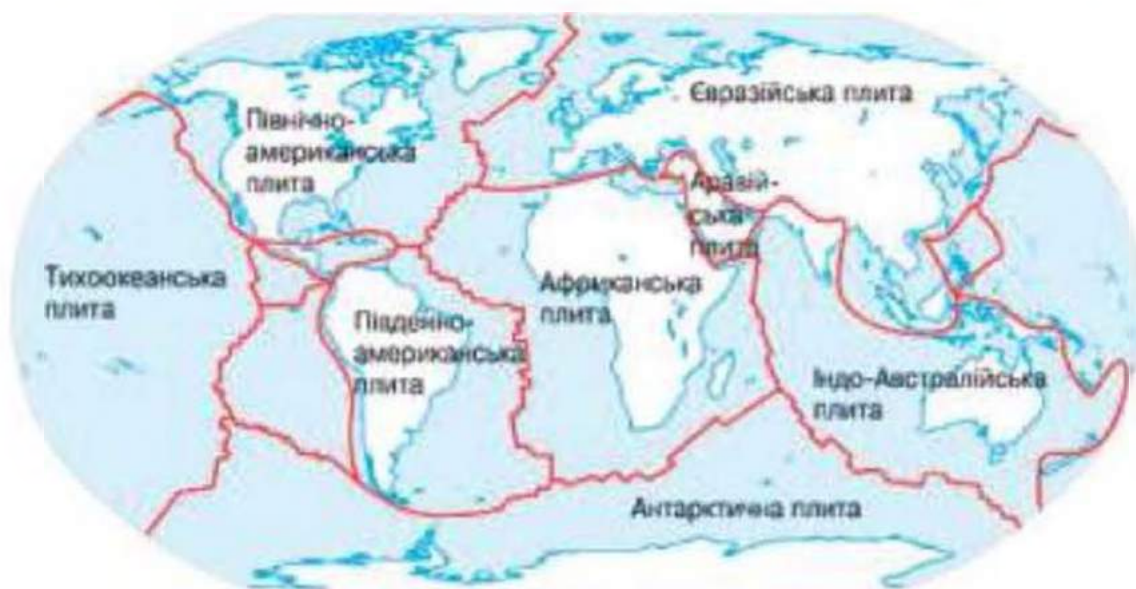 Північно-
американська
плита
Євразійська плита
Аравій-
ська
плита
Тихоокеанська
плита
Африканська
плита
Південно-
американська
плита
Індо-Австралійська
плита
Антарктична плита